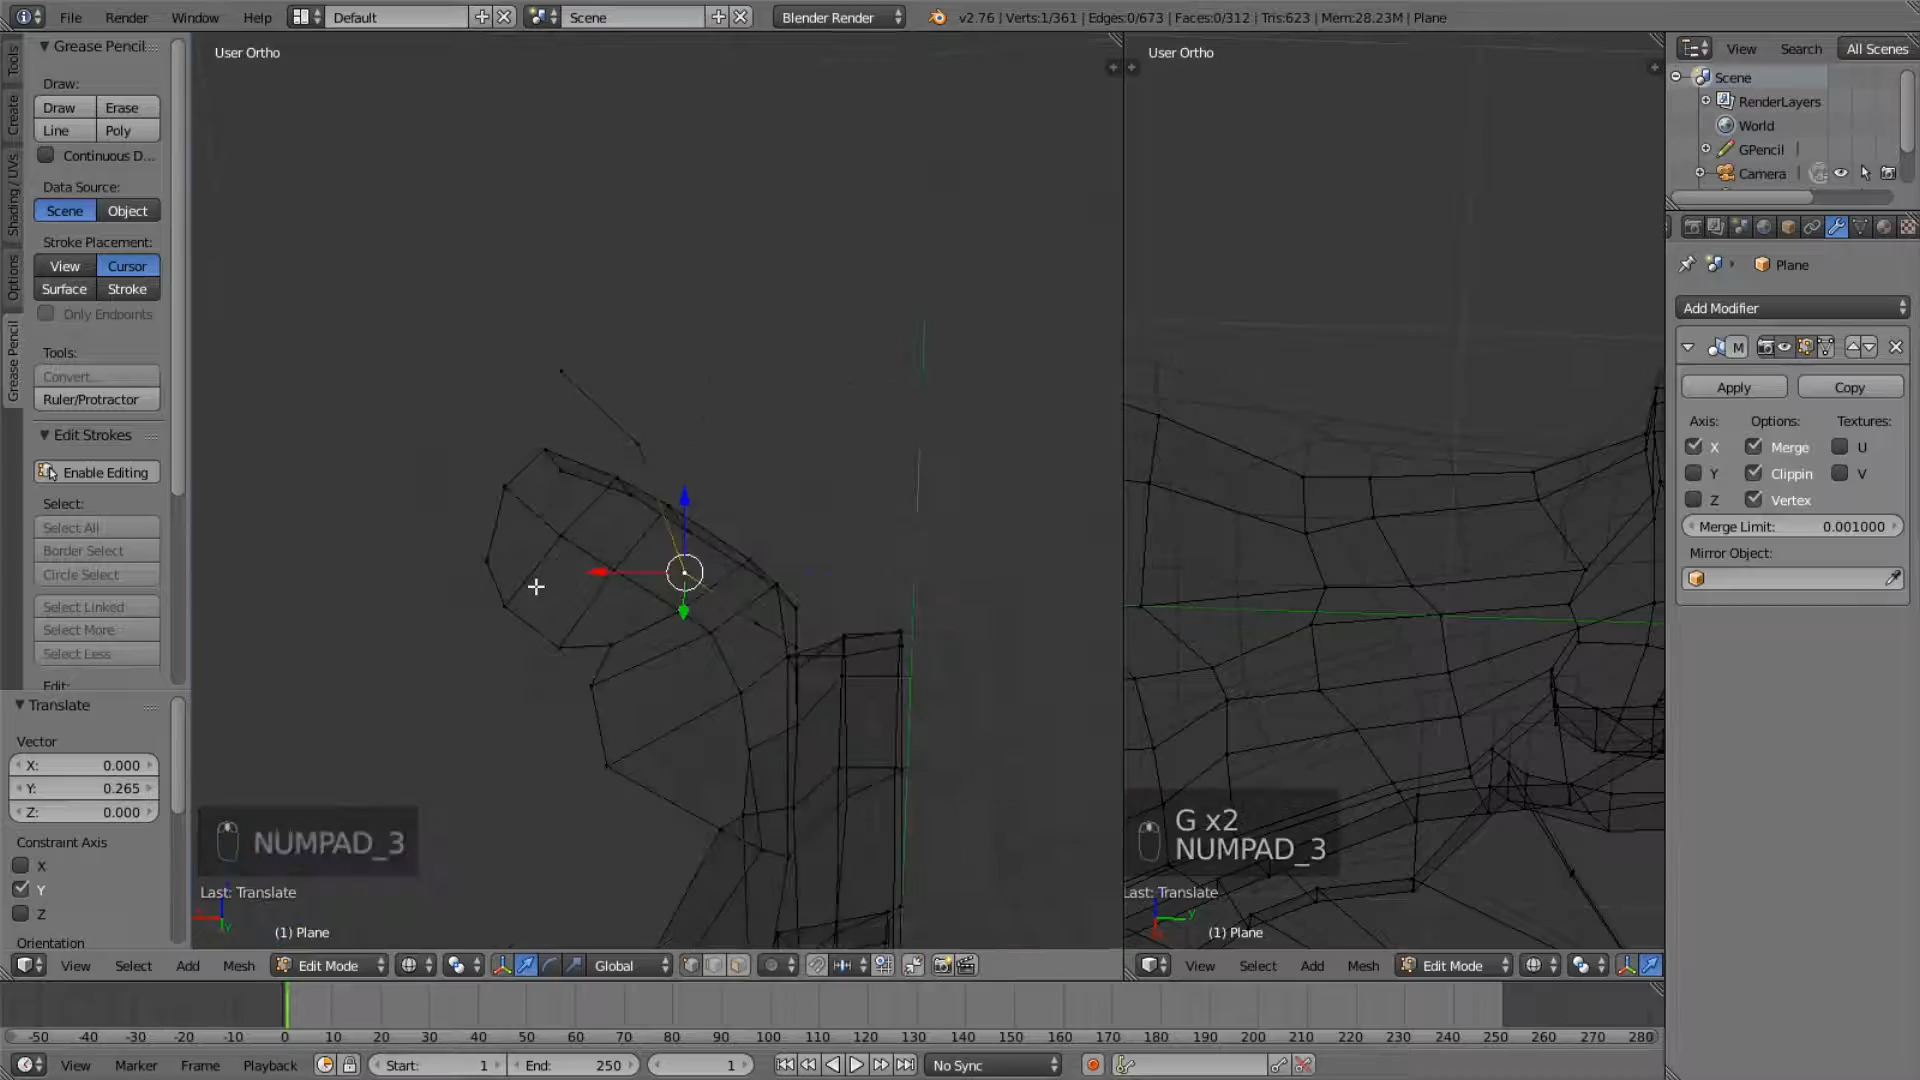 File Render Window Help Default Scene Blender Render v2.76 | Verts:1/361 | Edges:0/673 | Faces:0/312 | Tris:623 | Mem:28.23M | Plane
Tools
Create
Shading / UVs
Options
Grease Pencil
Grease Pencil
Draw:
Draw Erase
Line Poly
Continuous D...
Data Source:
Scene Object
Stroke Placement:
View Cursor
Surface Stroke
Only Endpoints
Tools:
Convert...
Ruler/Protractor
Edit Strokes
Enable Editing
Select:
Select All
Border Select
Circle Select
Select Linked
Select More
Select Less
Edit:
Translate
Vector
X: 0.000
Y: 0.265
Z: 0.000
Constraint Axis
X
Y
Z
Orientation
User Ortho
NUMPAD_3
Last: Translate
(1) Plane
View Select Add Mesh Edit Mode Global
User Ortho
G x2
NUMPAD_3
Last: Translate
(1) Plane
View Select Add Mesh Edit Mode
View Search All Scenes
Scene
RenderLayers
World
GPencil
Camera
Plane
Add Modifier
M
Apply Copy
Axis: Options: Textures:
X Merge U
Y Clippin V
Z Vertex
Merge Limit: 0.001000
Mirror Object:
-50 -40 -30 -20 -10 0 10 20 30 40 50 60 70 80 90 100 110 120 130 140 150 160 170 180 190 200 210 220 230 240 250 260 270 280
View Marker Frame Playback Start: 1 End: 250 1 No Sync